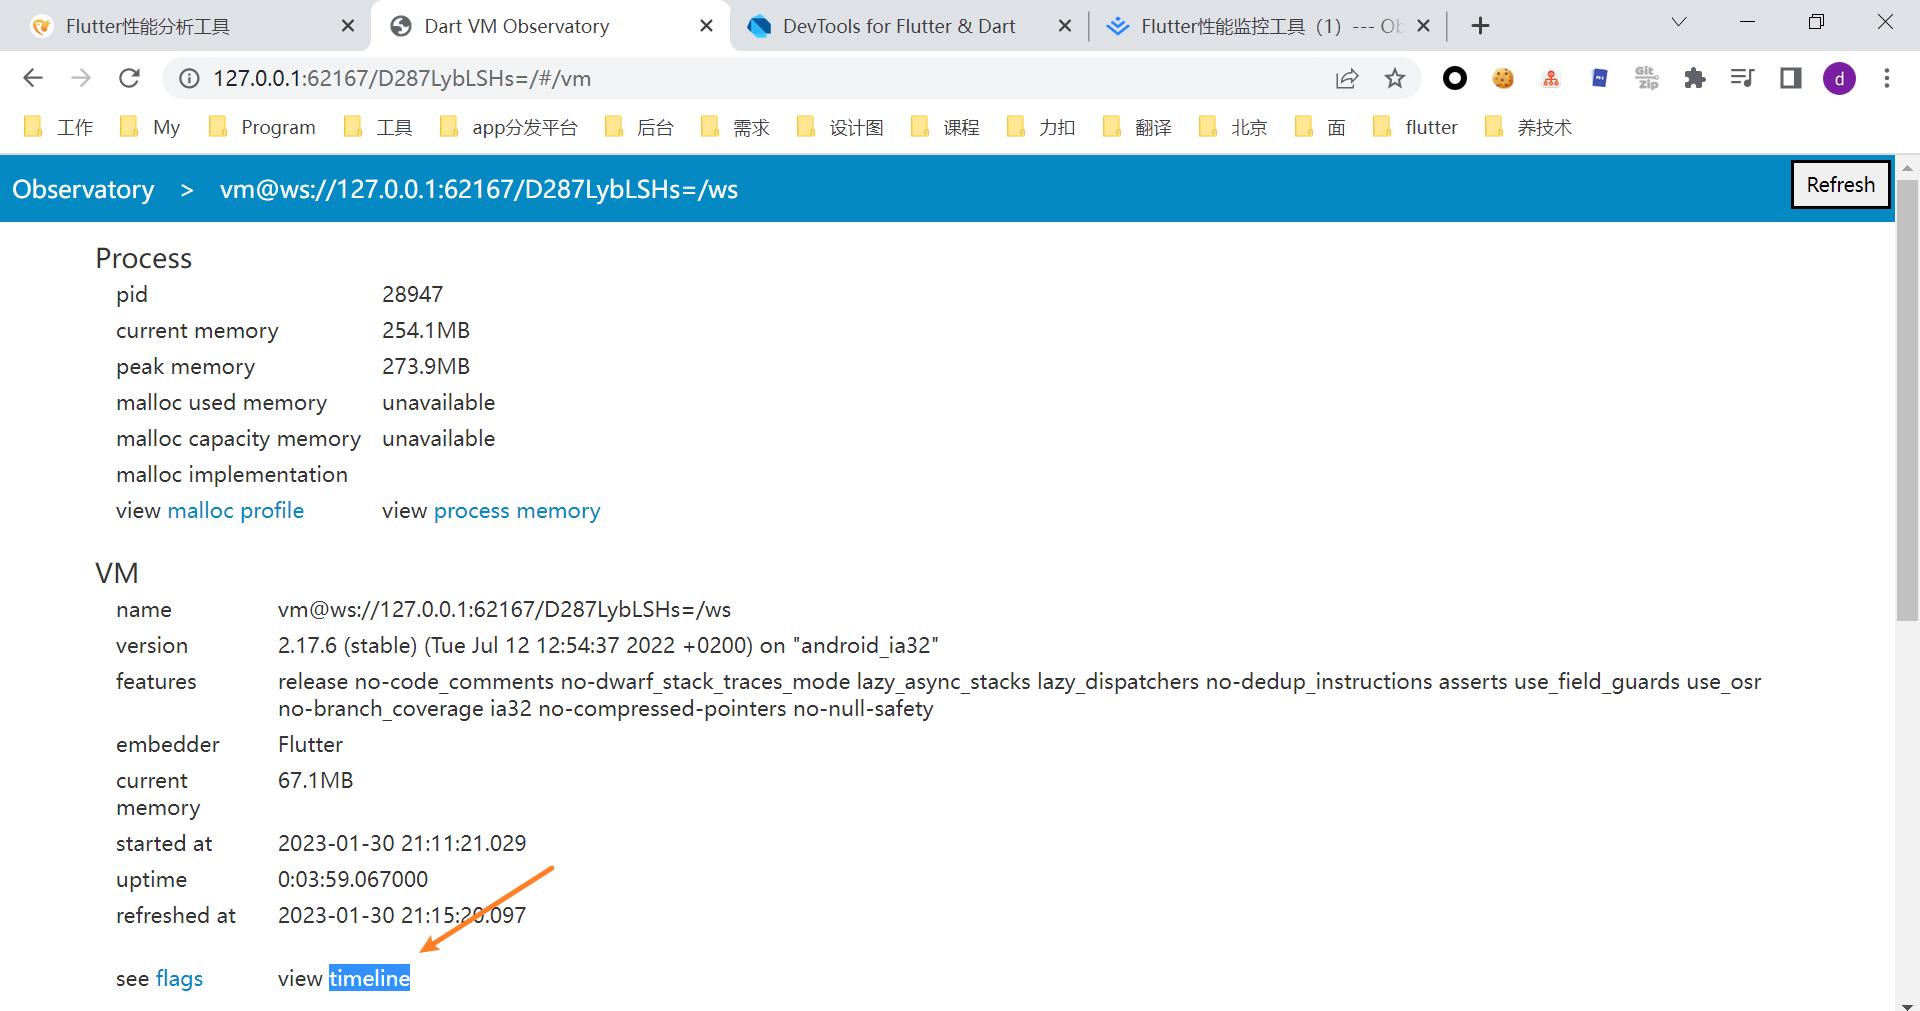 Flutter性能分析工具
Dart VM Observatory
DevTools for Flutter & Dart
Flutter性能监控工具（1）--- Ob
127.0.0.1:62167/D287LybLSHs=/#/vm
Git Zip
d
工作 My Program 工具 app分发平台 后台 需求 设计图 课程 力扣 翻译 北京 面 flutter 养技术
Observatory > vm@ws://127.0.0.1:62167/D287LybLSHs=/ws
Refresh
Process
pid 28947
current memory 254.1MB
peak memory 273.9MB
malloc used memory unavailable
malloc capacity memory unavailable
malloc implementation
view malloc profile view process memory
VM
name vm@ws://127.0.0.1:62167/D287LybLSHs=/ws
version 2.17.6 (stable) (Tue Jul 12 12:54:37 2022 +0200) on "android_ia32"
features release no-code_comments no-dwarf_stack_traces_mode lazy_async_stacks lazy_dispatchers no-dedup_instructions asserts use_field_guards use_osr
no-branch_coverage ia32 no-compressed-pointers no-null-safety
embedder Flutter
current memory 67.1MB
started at 2023-01-30 21:11:21.029
uptime 0:03:59.067000
refreshed at 2023-01-30 21:15:20.097
see flags view timeline